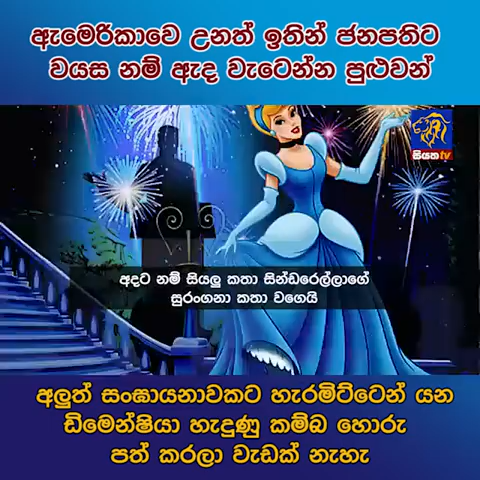 ඇමෙරිකාවෙ උනත් ඉතින් ජනපතිට
වයස නම් ඇද වැටෙන්න පුළුවන්
සියත tv
අදට නම් සියලු කතා සින්ඩරෙල්ලාගේ
සුරංගනා කතා වගෙයි
අලුත් සංඝායනාවකට හැරමිට්ටෙන් යන
ඩිමෙන්ෂියා හැදුණු කම්බ හොරු
පත් කරලා වැඩක් නැහැ